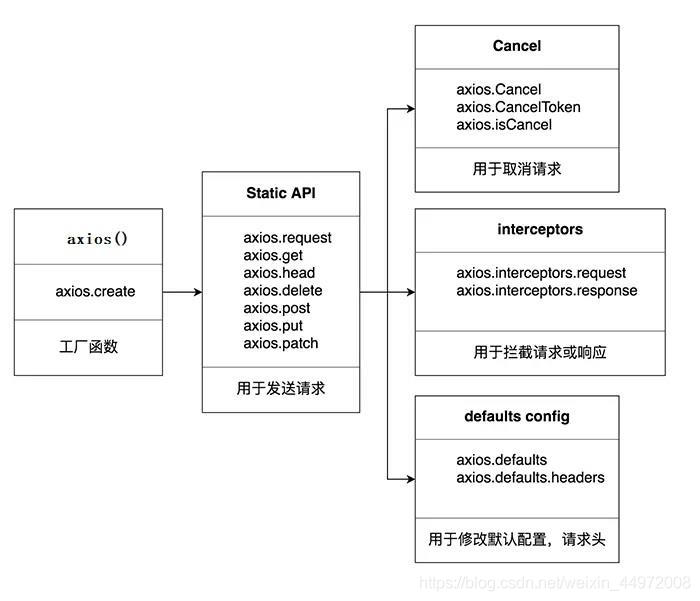 axios()
axios.create
工厂函数
Static API
axios.request
axios.get
axios.head
axios.delete
axios.post
axios.put
axios.patch
用于发送请求
Cancel
axios.Cancel
axios.CancelToken
axios.isCancel
用于取消请求
interceptors
axios.interceptors.request
axios.interceptors.response
用于拦截请求或响应
defaults config
axios.defaults
axios.defaults.headers
用于修改默认配置，请求头
https://blog.csdn.net/weixin_44972008